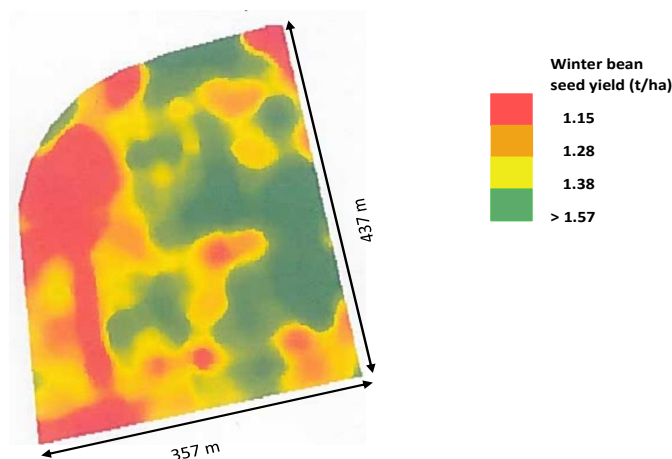 Winter bean
seed yield (t/ha)
1.15
1.28
1.38
> 1.57
437 m
357 m